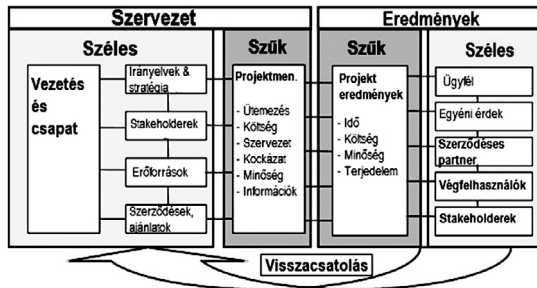 Szervezet
Eredmények
Széles
Szűk
Szűk
Széles
Vezetés
és
csapat
Irányelvek &
stratégia
Stakeholderek
Erőforrások
Szerződések,
ajánlatok
Projektmen.
- Ütemezés
- Költség
- Szervezet
- Kockázat
- Minőség
- Információk
Projekt
eredmények
- Idő
- Költség
- Minőség
- Terjedelem
Ügyfél
Egyéni érdek
Szerződéses
partner
Végfelhasználók
Stakeholderek
Visszacsatolás